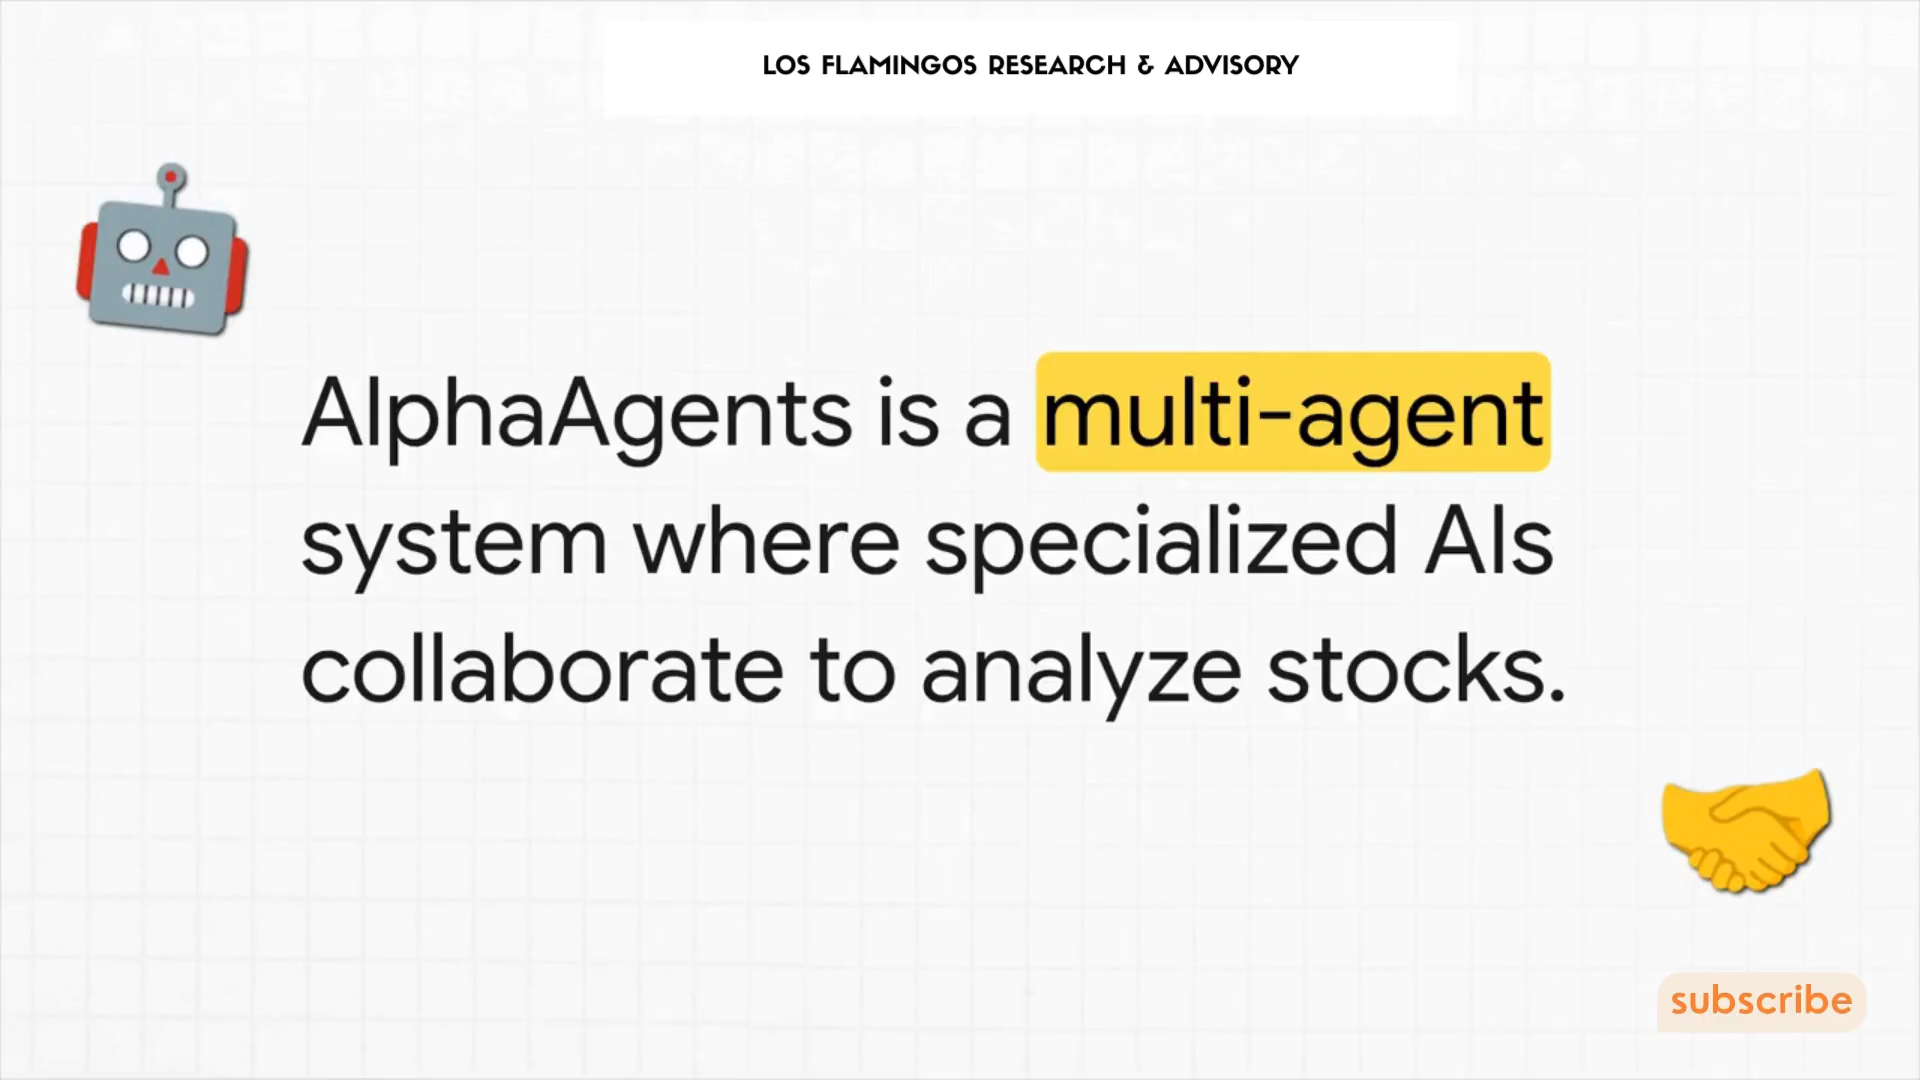 LOS FLAMINGOS RESEARCH & ADVISORY
AlphaAgents is a multi-agent
system where specialized AIs
collaborate to analyze stocks.
subscribe